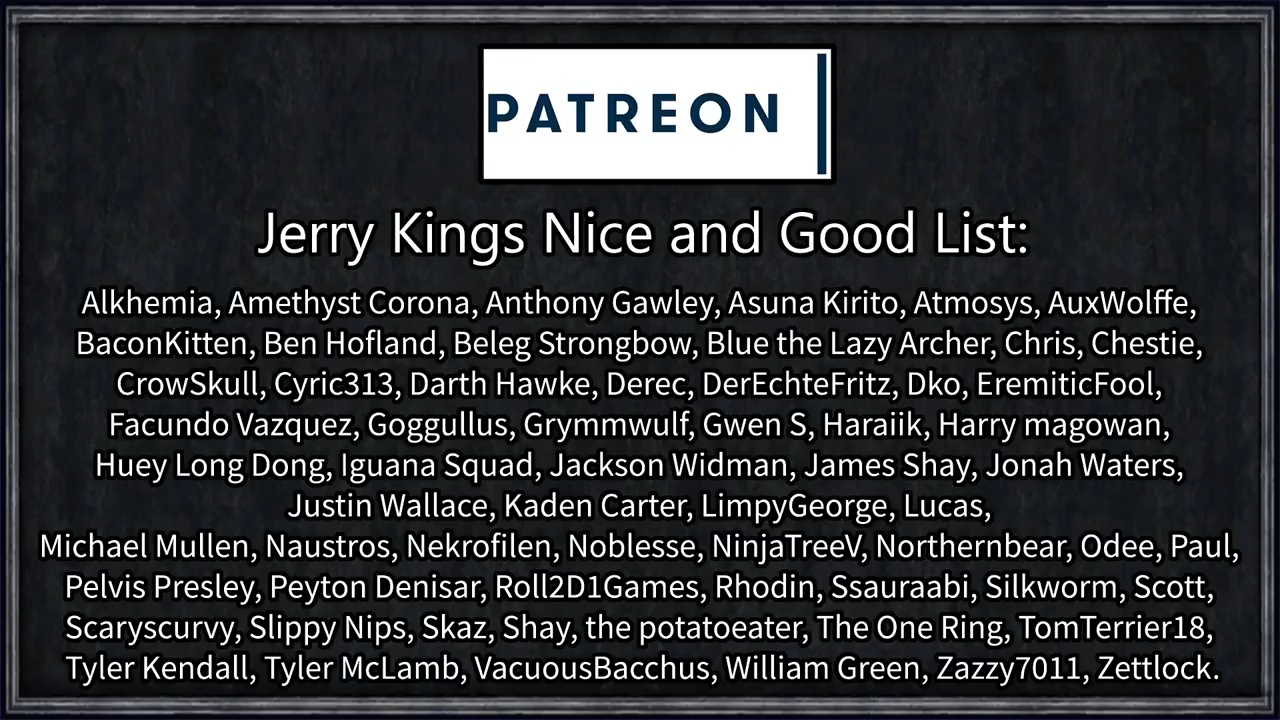 PATREON
Jerry Kings Nice and Good List:
Alkhemia, Amethyst Corona, Anthony Gawley, Asuna Kirito, Atmosys, AuxWolffe,
BaconKitten, Ben Hofland, Beleg Strongbow, Blue the Lazy Archer, Chris, Chestie,
CrowSkull, Cyric313, Darth Hawke, Derec, DerEchteFritz, Dko, EremiticFool,
Facundo Vazquez, Goggullus, Grymmwulf, Gwen S, Haraiik, Harry magowan,
Huey Long Dong, Iguana Squad, Jackson Widman, James Shay, Jonah Waters,
Justin Wallace, Kaden Carter, LimpyGeorge, Lucas,
Michael Mullen, Naustros, Nekrofilen, Noblesse, NinjaTreeV, Northernbear, Odee, Paul,
Pelvis Presley, Peyton Denisar, Roll2D1Games, Rhodin, Ssauraabi, Silkworm, Scott,
Scaryscurvy, Slippy Nips, Skaz, Shay, the potatoeater, The One Ring, TomTerrier18,
Tyler Kendall, Tyler McLamb, VacuousBacchus, William Green, Zazzy7011, Zettlock.